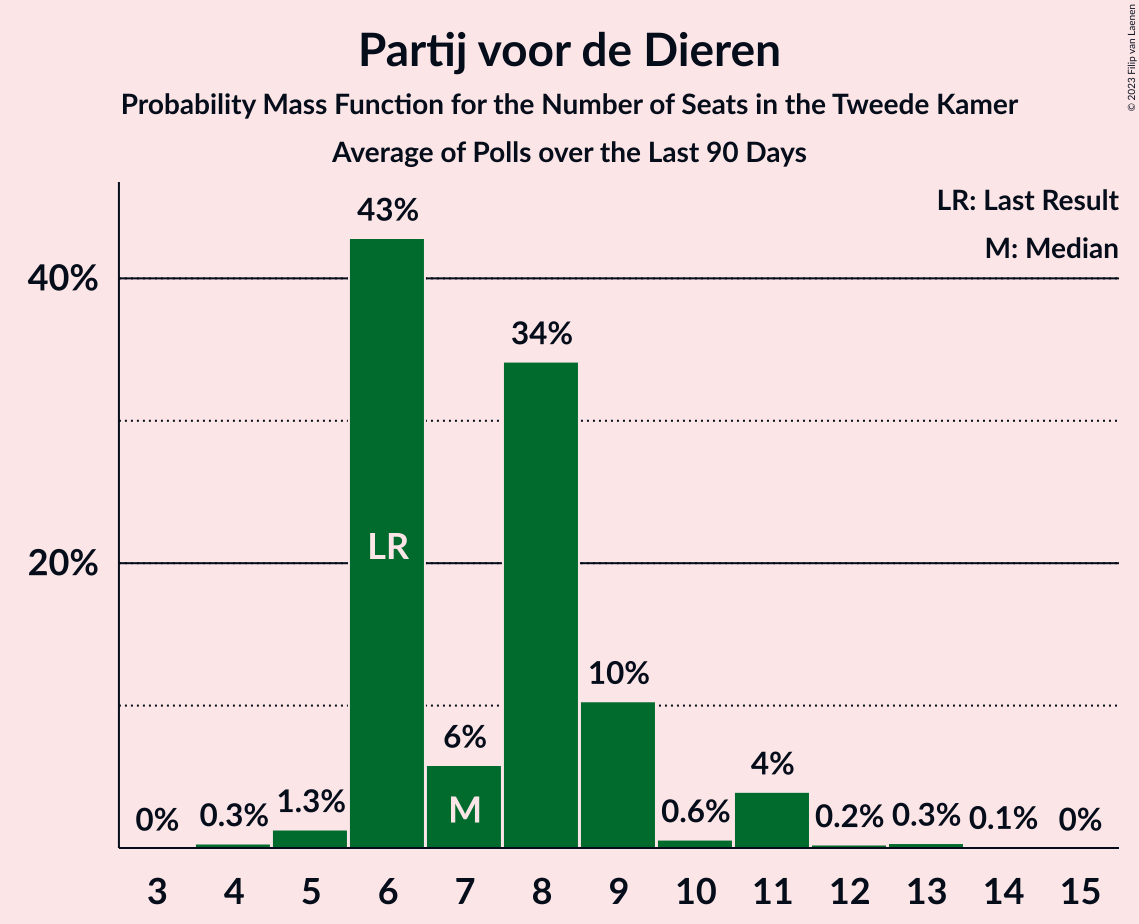 Partij voor de Dieren
Probability Mass Function for the Number of Seats in the Tweede Kamer
Average of Polls over the Last 90 Days
© 2023 Filip van Laenen
LR: Last Result
M: Median
43%
40%
34%
LR
20%
10%
6%
4%
M
0%
0.3%
1.3%
0.6%
0.2%
0.3%
0.1%
0%
3 4 5 6 7 8 9 10 11 12 13 14 15